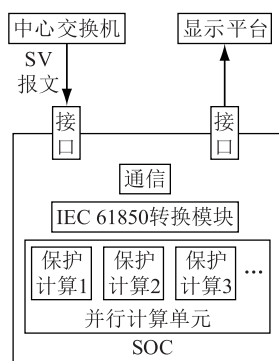 中心交换机
显示平台
SV
报文
接
口
接
口
通信
IEC 61850转换模块
保护
计算1
保护
计算2
保护
计算3
…
并行计算单元
SOC